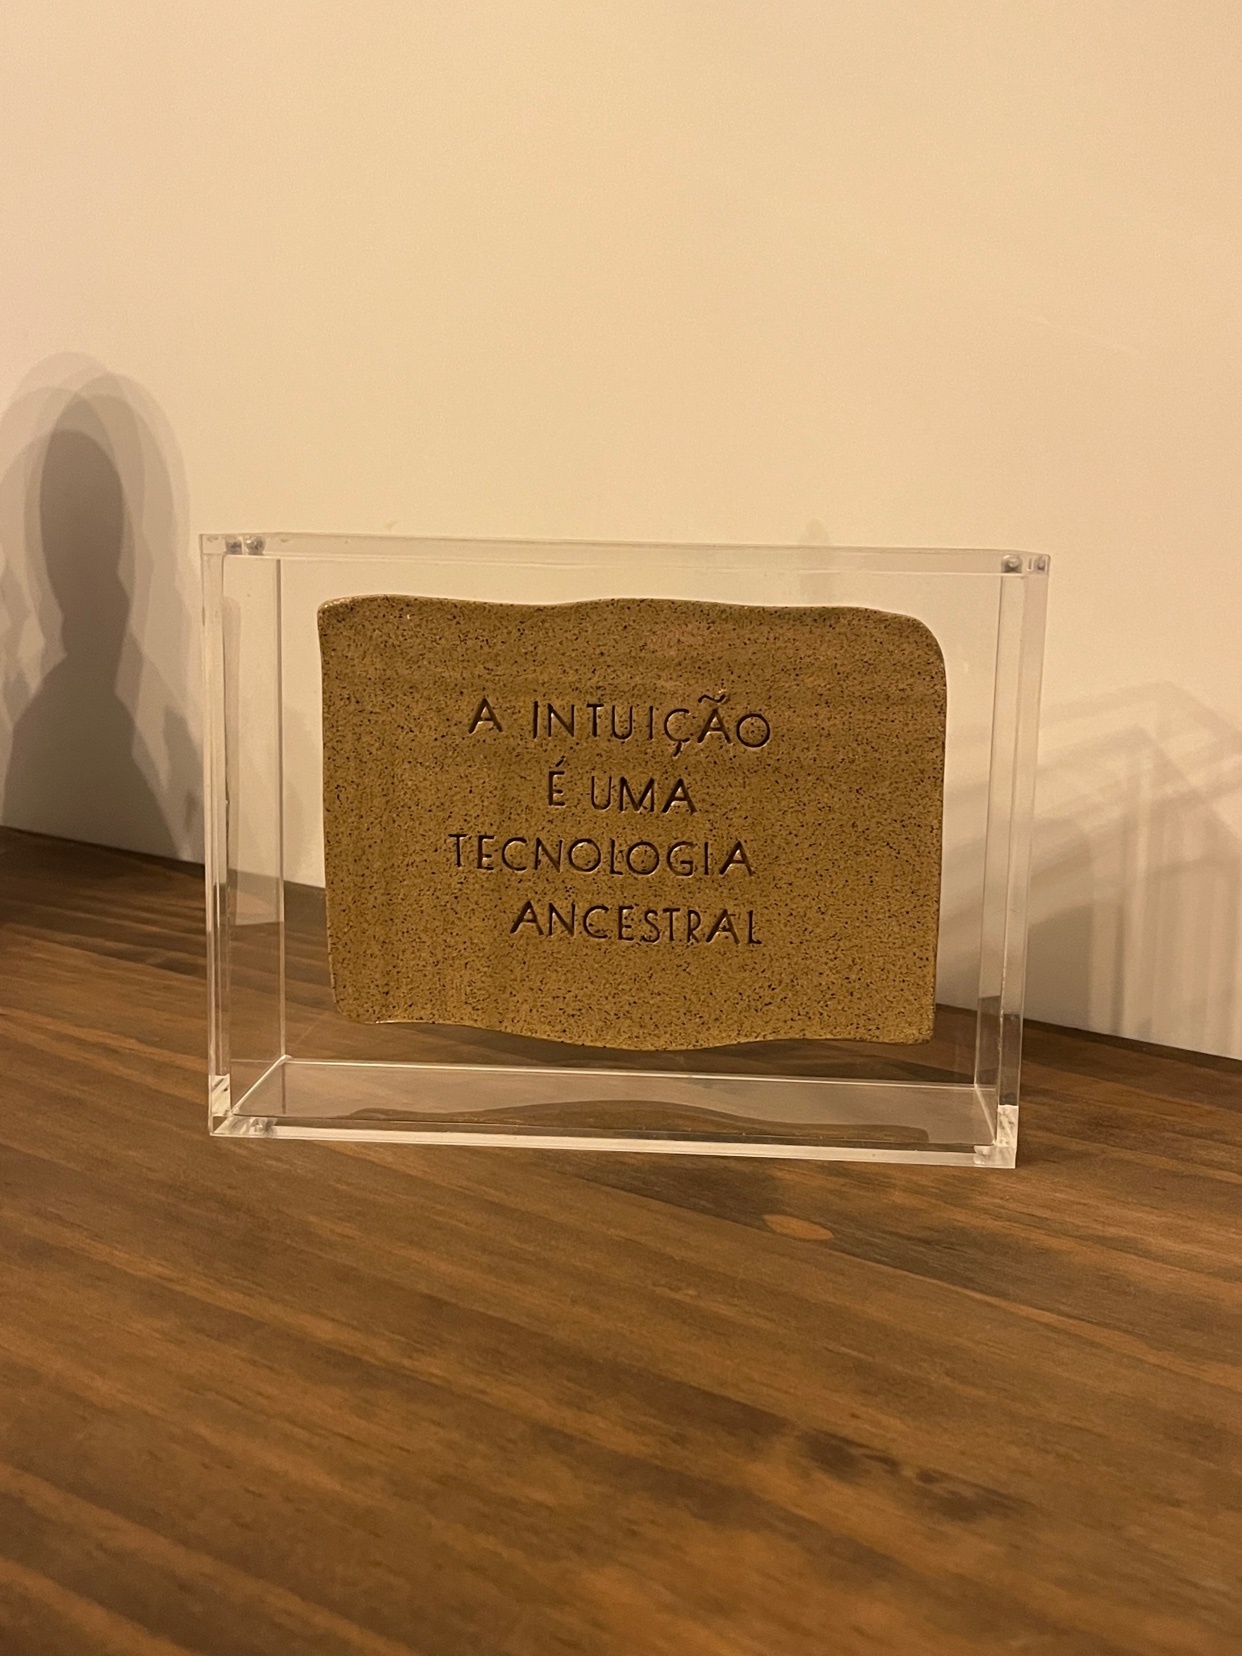 A INTUIÇÃO
É UMA
TECNOLOGIA
ANCESTRAL